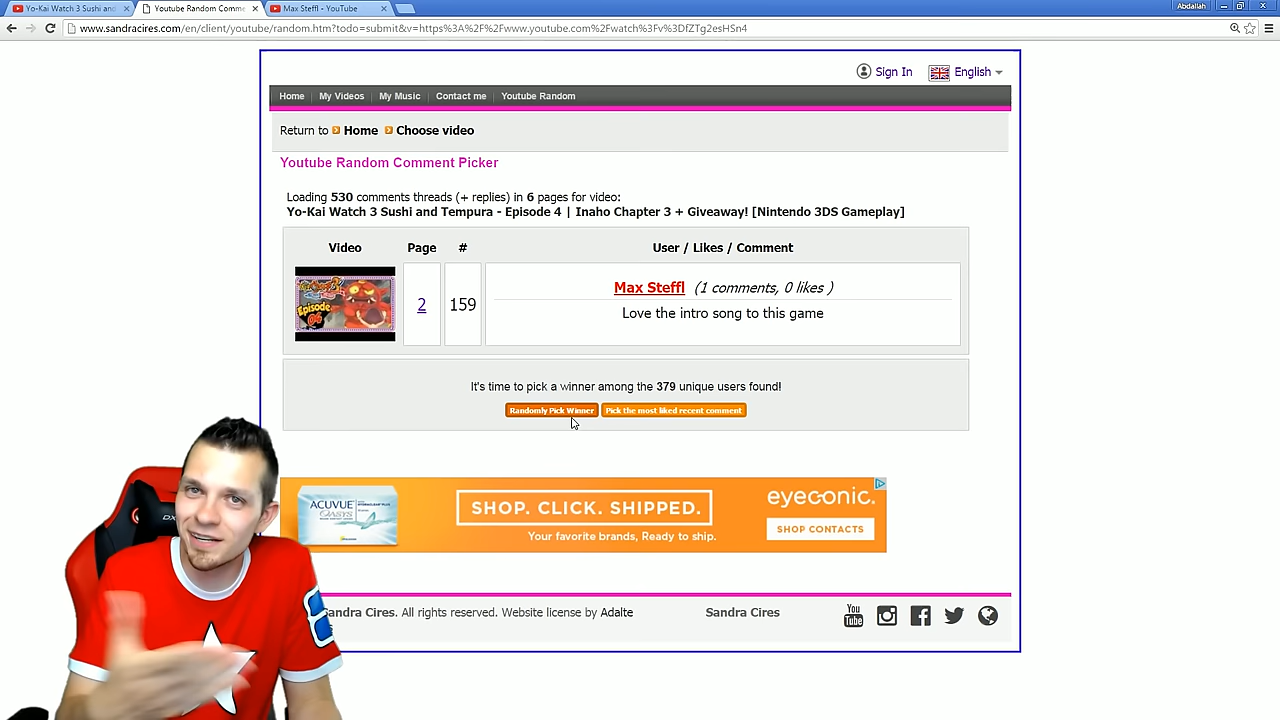 Yo-Kai Watch 3 Sushi and
Youtube Random Comme
Max Steffl - YouTube
Abdallah
www.sandracires.com/en/client/youtube/random.htm?todo=submit&v=https%3A%2F%2Fwww.youtube.com%2Fwatch%3Fv%3DfZTg2esHSn4
Sign In
English
Home
My Videos
My Music
Contact me
Youtube Random
Return to Home Choose video
Youtube Random Comment Picker
Loading 530 comments threads (+ replies) in 6 pages for video:
Yo-Kai Watch 3 Sushi and Tempura - Episode 4 | Inaho Chapter 3 + Giveaway! [Nintendo 3DS Gameplay]
Video
Page
#
User / Likes / Comment
Episode
04
2
159
Max Steffl (1 comments, 0 likes )
Love the intro song to this game
It's time to pick a winner among the 379 unique users found!
Randomly Pick Winner
Pick the most liked recent comment
ACUVUE
OASYS
SHOP. CLICK. SHIPPED.
Your favorite brands, Ready to ship.
eyeconic.
SHOP CONTACTS
DX
Sandra Cires. All rights reserved. Website license by Adalte
Sandra Cires
You
Tube